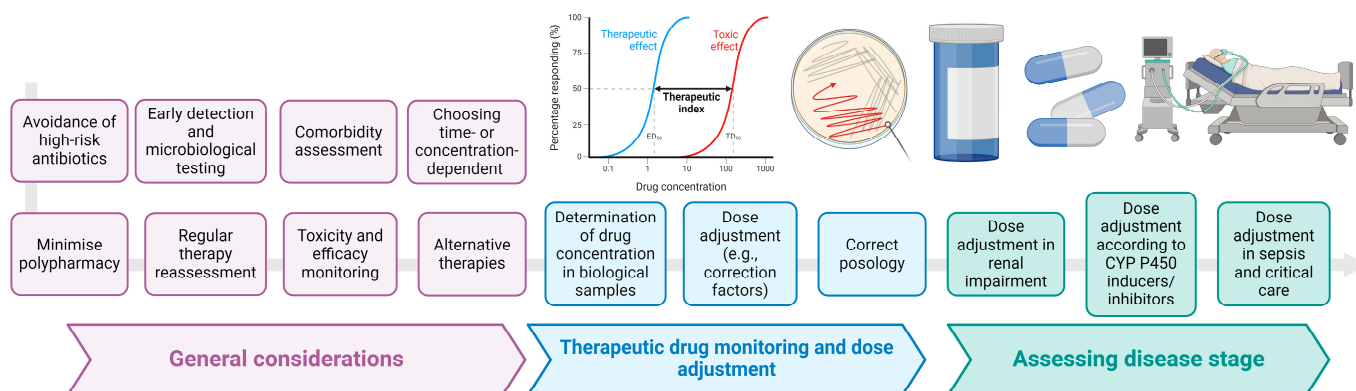 Avoidance of
high-risk
antibiotics
Early detection
and
microbiological
testing
Comorbidity
assessment
Choosing
time- or
concentration-
dependent
Percentage responding (%)
100
75
50
25
0
Therapeutic
effect
Toxic
effect
Therapeutic
index
ED₅₀
TD₅₀
0.1
1
10
100
1000
Drug concentration
Minimise
polypharmacy
Regular
therapy
reassessment
Toxicity and
efficacy
monitoring
Alternative
therapies
Determination
of drug
concentration
in biological
samples
Dose
adjustment
(e.g.,
correction
factors)
Correct
posology
Dose
adjustment in
renal
impairment
Dose
adjustment
according to
CYP P450
inducers/
inhibitors
Dose
adjustment
in sepsis
and critical
care
General considerations
Therapeutic drug monitoring and dose
adjustment
Assessing disease stage